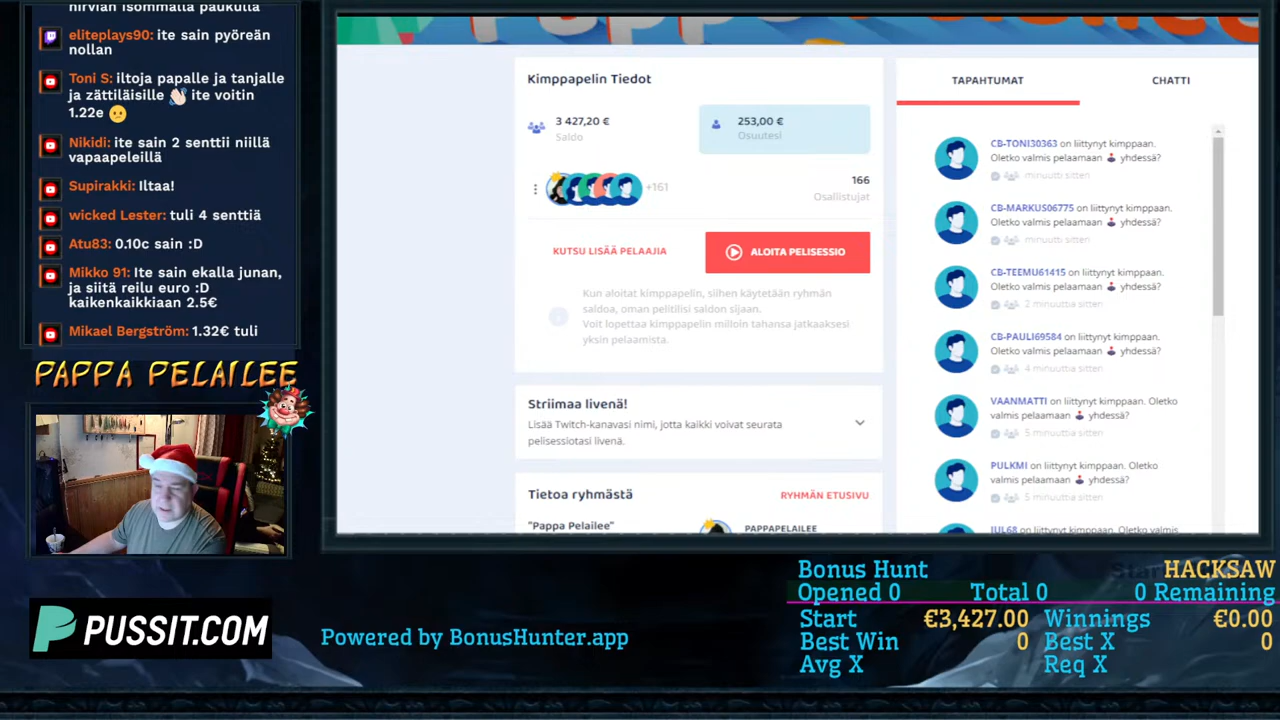 nirviän isommalla paukulla
eliteplays90: ite sain pyöreän
nollan
Toni S: iltoja papalle ja tanjalle
ja zättiläisille 👋🏻 ite voitin
1.22e 😕
Nikidi: ite sain 2 senttii niillä
vapaapeleillä
Supirakki: Iltaa!
wicked Lester: tuli 4 senttiä
Atu83: 0.10c sain :D
Mikko 91: Ite sain ekalla junan,
ja siitä reilu euro :D
kaikenkaikkiaan 2.5€
Mikael Bergström: 1.32€ tuli
PAPPA PELAILEE
PUSSIT.COM
Powered by BonusHunter.app
Kimppapelin Tiedot
3 427,20 €
Saldo
253,00 €
Osuutesi
+161
166
Osallistujat
KUTSU LISÄÄ PELAAJIA
ALOITA PELISESSIO
Kun aloitat kimppapelin, siihen käytetään ryhmän
saldoa, oman pelitilisi saldon sijaan.
Voit lopettaa kimppapelin milloin tahansa jatkaaksesi
yksin pelaamista.
Striimaa livenä!
Lisää Twitch-kanavasi nimi, jotta kaikki voivat seurata
pelisessiotasi livenä.
Tietoa ryhmästä
RYHMÄN ETUSIVU
"Pappa Pelailee"
PAPPAPELAILEE
TAPAHTUMAT
CHATTI
CB-TONI30363 on liittynyt kimppaan.
Oletko valmis pelaamaan 🕹️ yhdessä?
minuutti sitten
CB-MARKUS06775 on liittynyt kimppaan.
Oletko valmis pelaamaan 🕹️ yhdessä?
minuutti sitten
CB-TEEMU61415 on liittynyt kimppaan.
Oletko valmis pelaamaan 🕹️ yhdessä?
2 minuuttia sitten
CB-PAULI69584 on liittynyt kimppaan.
Oletko valmis pelaamaan 🕹️ yhdessä?
4 minuuttia sitten
VAANMATTI on liittynyt kimppaan. Oletko
valmis pelaamaan 🕹️ yhdessä?
5 minuuttia sitten
PULKMI on liittynyt kimppaan. Oletko
valmis pelaamaan 🕹️ yhdessä?
5 minuuttia sitten
JUL68 on liittynyt kimppaan. Oletko valmis
Bonus Hunt
HACKSAW
Opened 0 Total 0 0 Remaining
Start €3,427.00 Winnings €0.00
Best Win 0 Best X 0
Avg X Req X